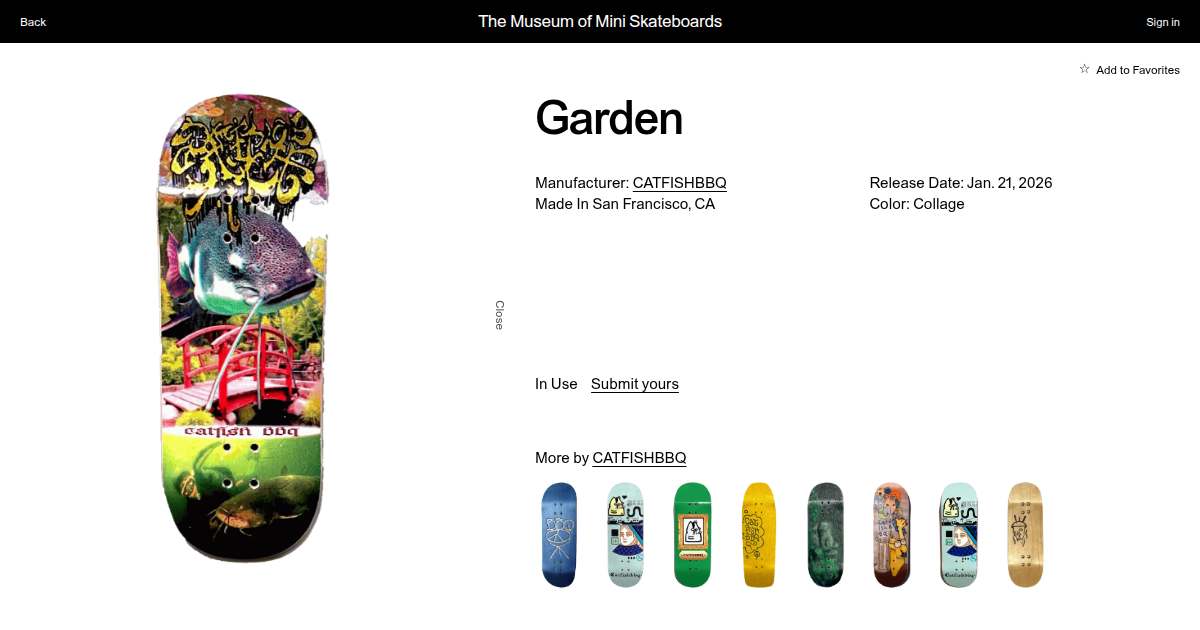 Back
The Museum of Mini Skateboards
Sign in
☆ Add to Favorites
Garden
Manufacturer: CATFISHBBQ
Made In San Francisco, CA
Release Date: Jan. 21, 2026
Color: Collage
Close
catfish BBq
In Use Submit yours
More by CATFISHBBQ